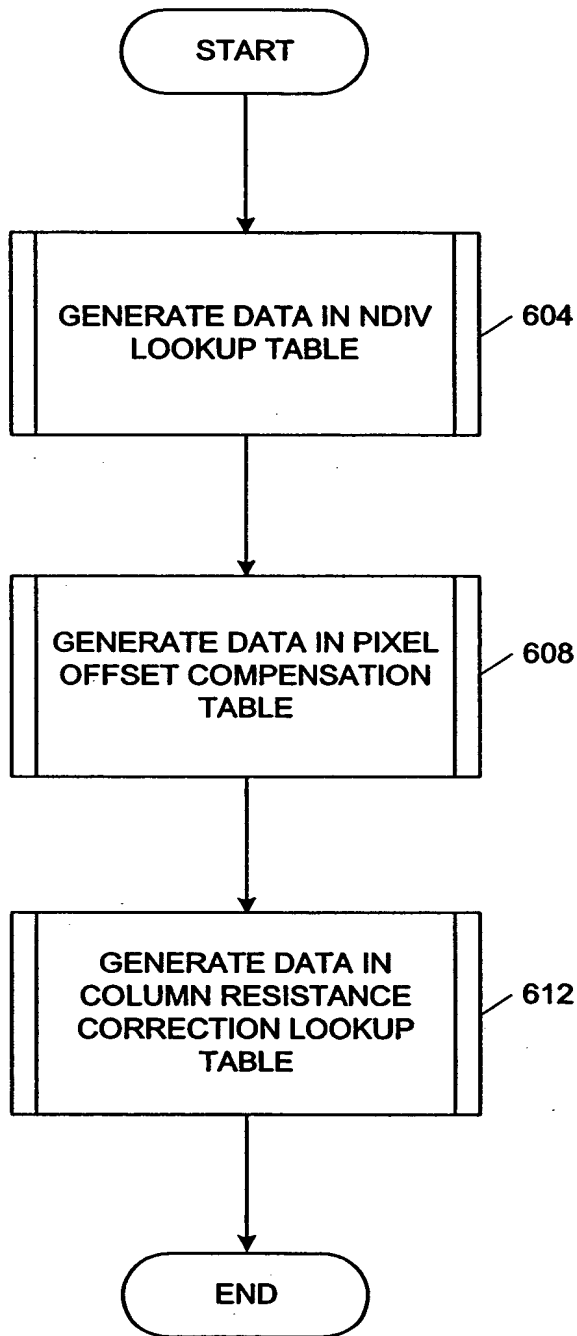 START
GENERATE DATA IN NDIV
LOOKUP TABLE
604
GENERATE DATA IN PIXEL
OFFSET COMPENSATION
TABLE
608
GENERATE DATA IN
COLUMN RESISTANCE
CORRECTION LOOKUP
TABLE
612
END